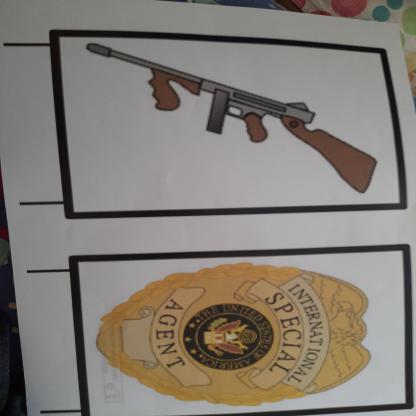 INTERNATIONAL
SPECIAL
THE UNITED STATES OF AMERICA
AGENT